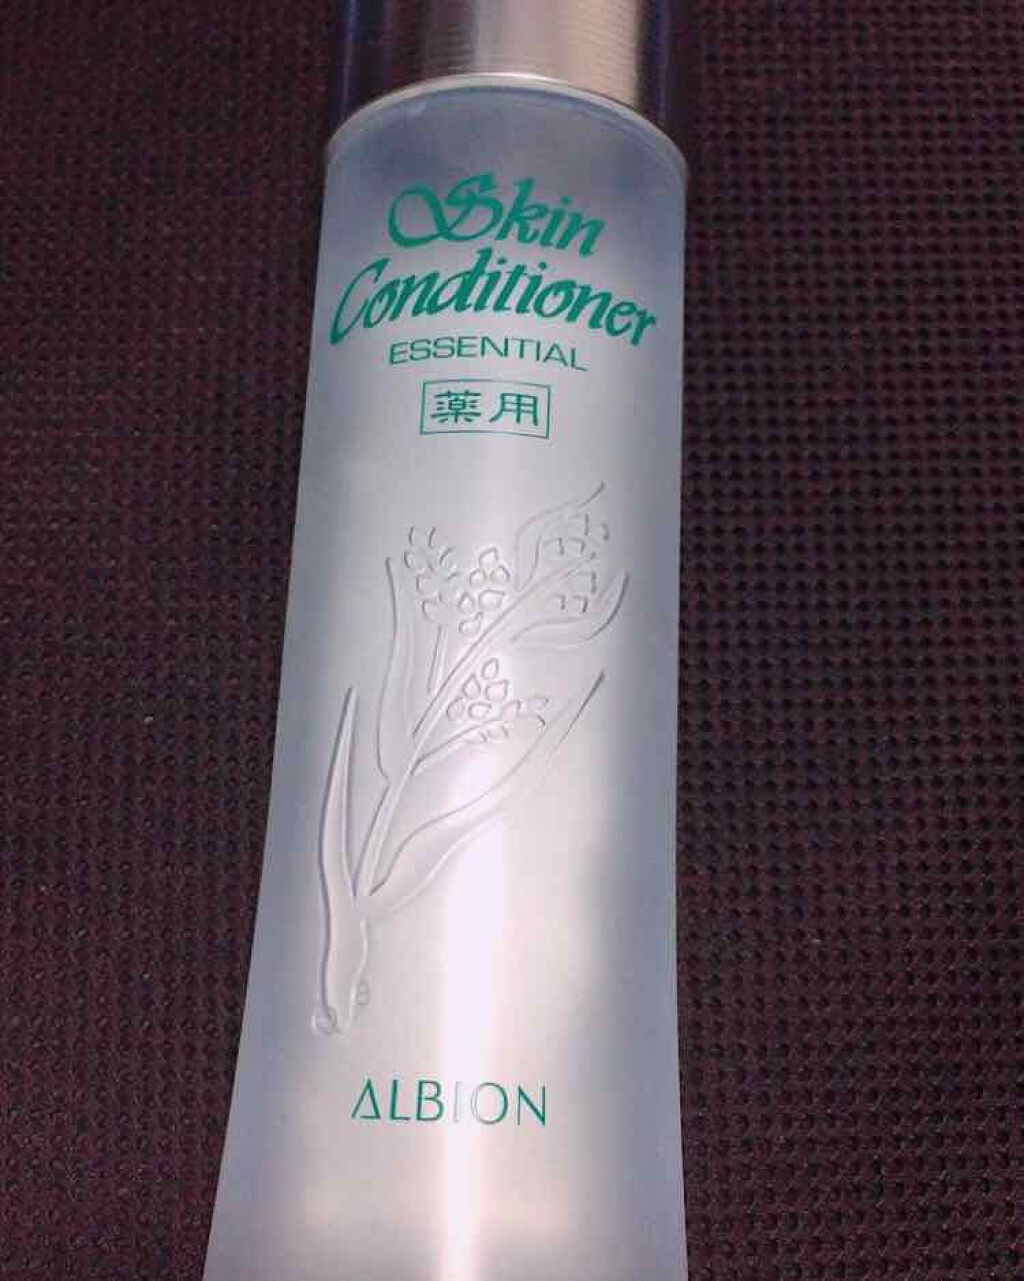 Skin
Conditioner
ESSENTIAL
薬用
ALBION